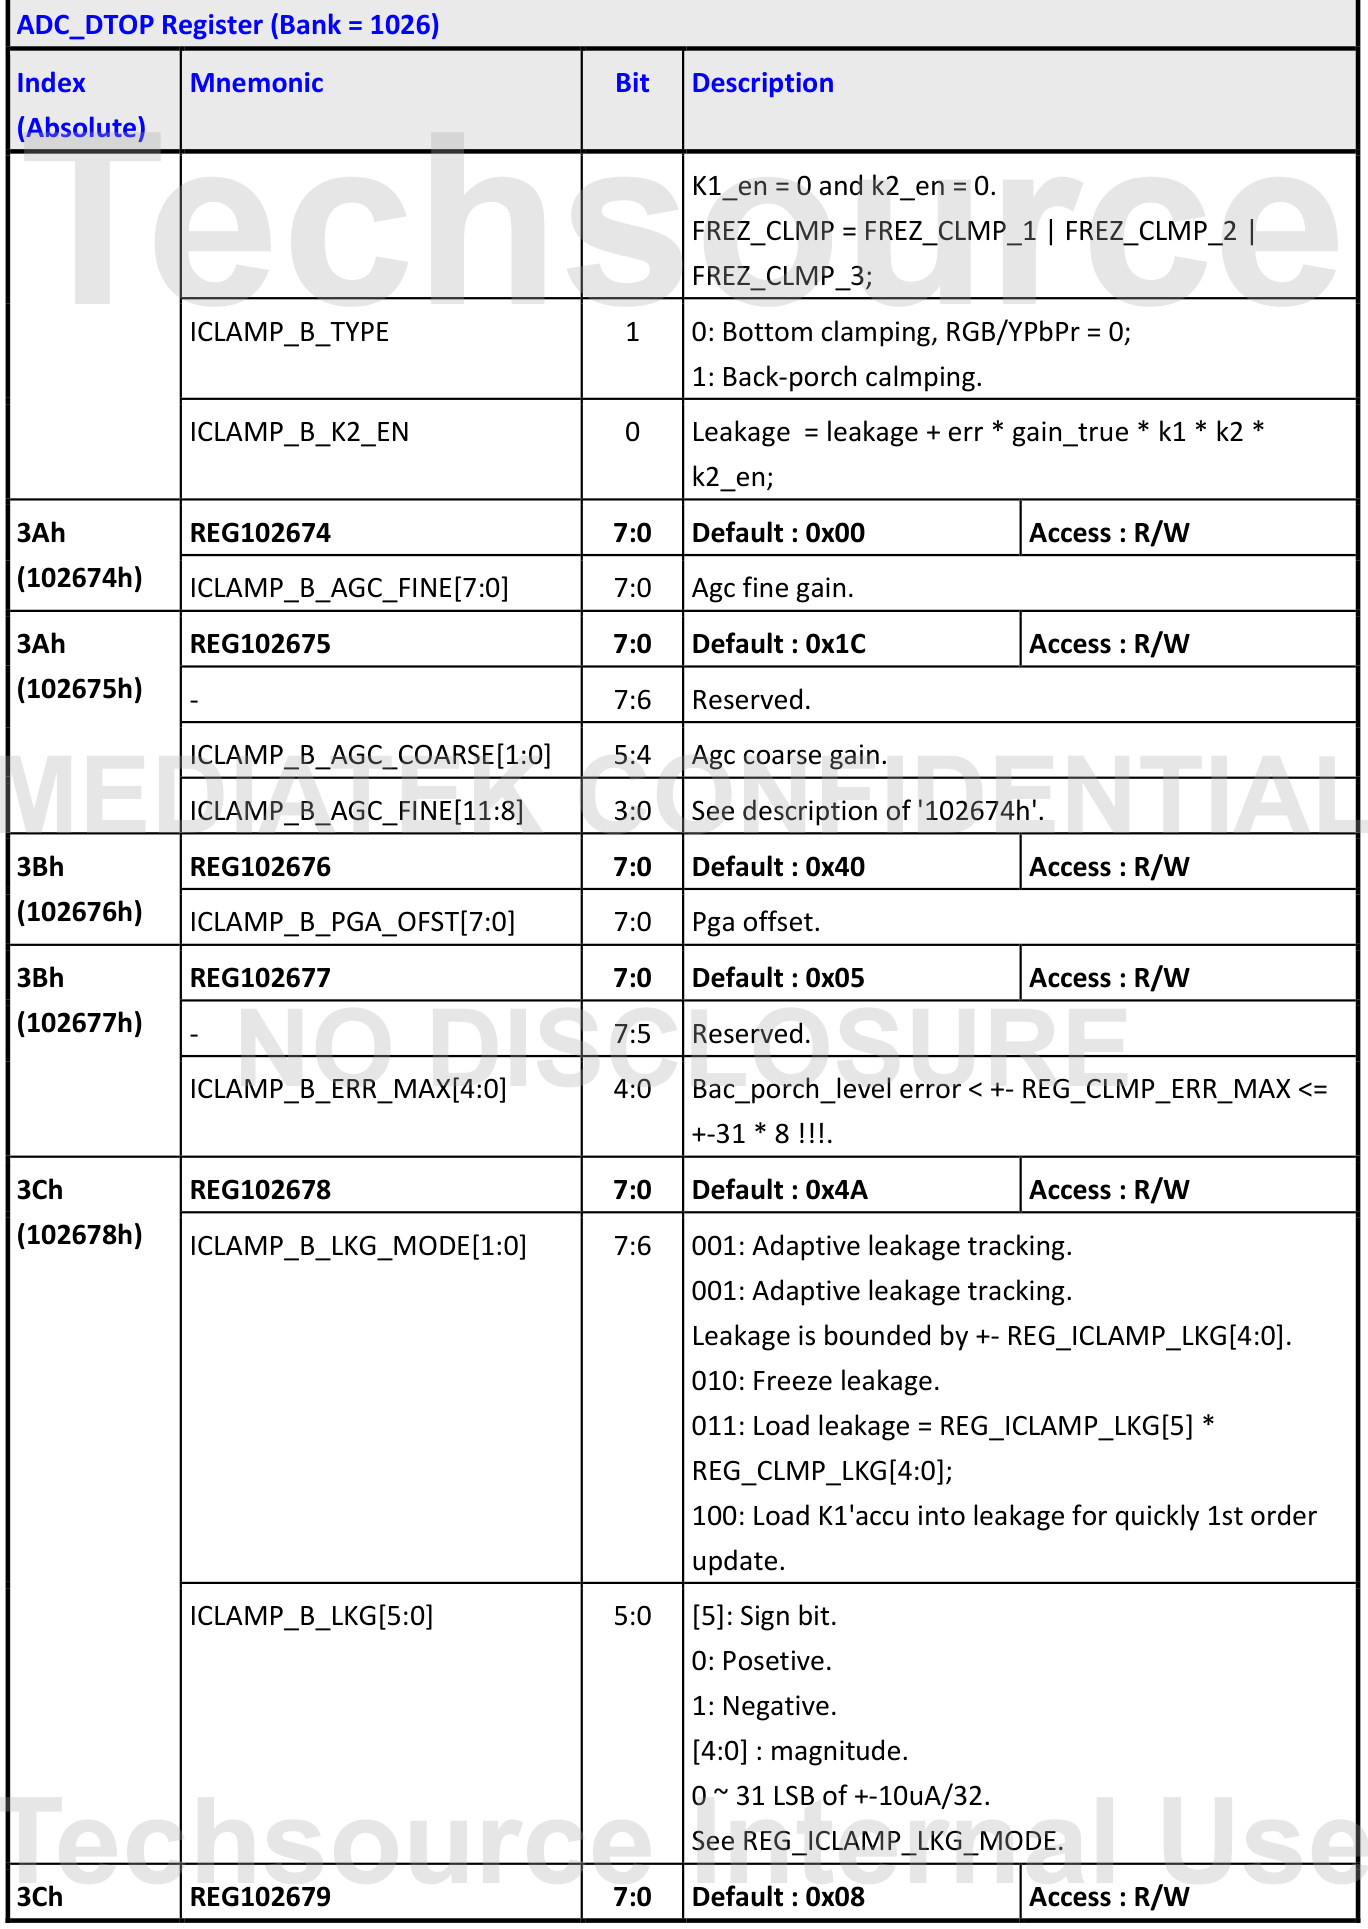 ADC_DTOP Register (Bank = 1026)
Index (Absolute) Mnemonic Bit Description
K1_en = 0 and k2_en = 0.
FREZ_CLMP = FREZ_CLMP_1 | FREZ_CLMP_2 |
FREZ_CLMP_3;
Techsource
ICLAMP_B_TYPE 1 0: Bottom clamping, RGB/YPbPr = 0;
1: Back-porch calmping.
ICLAMP_B_K2_EN 0 Leakage = leakage + err * gain_true * k1 * k2 *
k2_en;
3Ah REG102674 7:0 Default : 0x00 Access : R/W
(102674h) ICLAMP_B_AGC_FINE[7:0] 7:0 Agc fine gain.
3Ah REG102675 7:0 Default : 0x1C Access : R/W
(102675h) - 7:6 Reserved.
ICLAMP_B_AGC_COARSE[1:0] 5:4 Agc coarse gain.
MEDIATEK CONFIDENTIAL
ICLAMP_B_AGC_FINE[11:8] 3:0 See description of '102674h'.
3Bh REG102676 7:0 Default : 0x40 Access : R/W
(102676h) ICLAMP_B_PGA_OFST[7:0] 7:0 Pga offset.
3Bh REG102677 7:0 Default : 0x05 Access : R/W
(102677h) - 7:5 Reserved.
NO DISCLOSURE
ICLAMP_B_ERR_MAX[4:0] 4:0 Bac_porch_level error < +- REG_CLMP_ERR_MAX <=
+-31 * 8 !!!.
3Ch REG102678 7:0 Default : 0x4A Access : R/W
(102678h) ICLAMP_B_LKG_MODE[1:0] 7:6 001: Adaptive leakage tracking.
001: Adaptive leakage tracking.
Leakage is bounded by +- REG_ICLAMP_LKG[4:0].
010: Freeze leakage.
011: Load leakage = REG_ICLAMP_LKG[5] *
REG_CLMP_LKG[4:0];
100: Load K1'accu into leakage for quickly 1st order
update.
ICLAMP_B_LKG[5:0] 5:0 [5]: Sign bit.
0: Posetive.
1: Negative.
[4:0] : magnitude.
0 ~ 31 LSB of +-10uA/32.
See REG_ICLAMP_LKG_MODE.
Techsource Internal Use
3Ch REG102679 7:0 Default : 0x08 Access : R/W